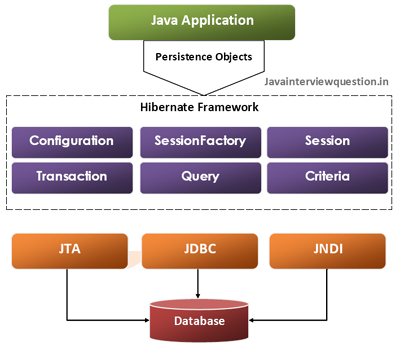 Java Application
Persistence Objects
Javainterviewquestion.in
Hibernate Framework
Configuration
SessionFactory
Session
Transaction
Query
Criteria
JTA
JDBC
JNDI
Database